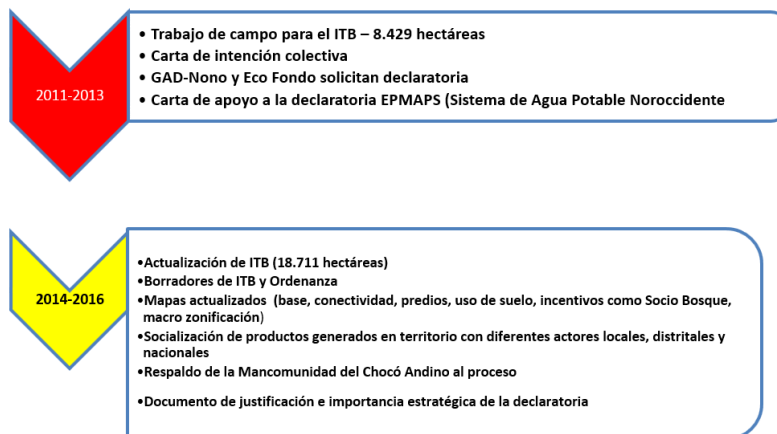 2011-2013
• Trabajo de campo para el ITB – 8.429 hectáreas
• Carta de intención colectiva
• GAD-Nono y Eco Fondo solicitan declaratoria
• Carta de apoyo a la declaratoria EPMAPS (Sistema de Agua Potable Noroccidente
2014-2016
•Actualización de ITB (18.711 hectáreas)
•Borradores de ITB y Ordenanza
•Mapas actualizados (base, conectividad, predios, uso de suelo, incentivos como Socio Bosque,
macro zonificación)
•Socialización de productos generados en territorio con diferentes actores locales, distritales y
nacionales
•Respaldo de la Mancomunidad del Chocó Andino al proceso
•Documento de justificación e importancia estratégica de la declaratoria